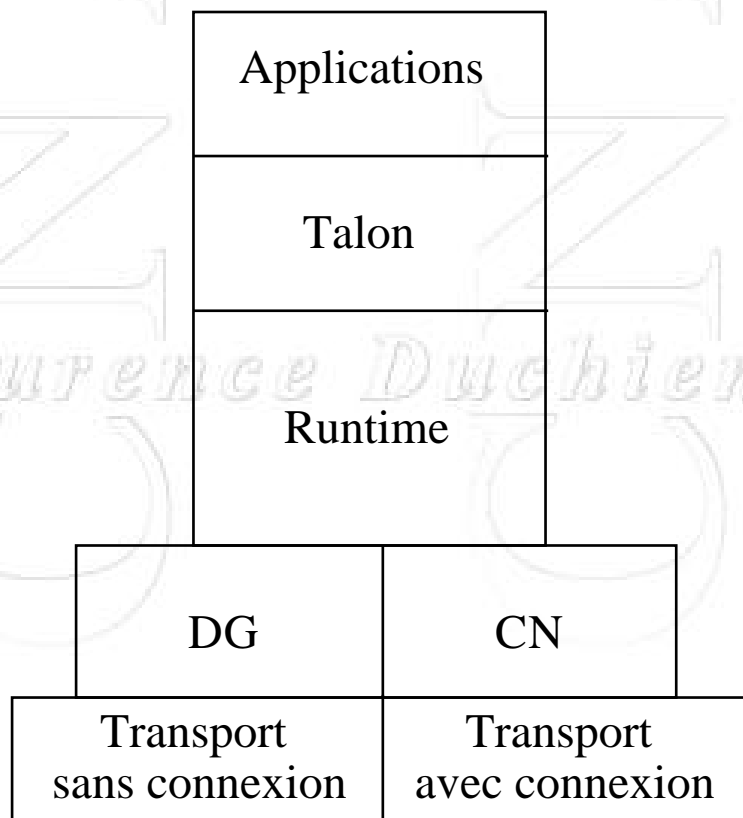 Applications
Talon
Runtime
DG
CN
Transport
sans connexion
Transport
avec connexion